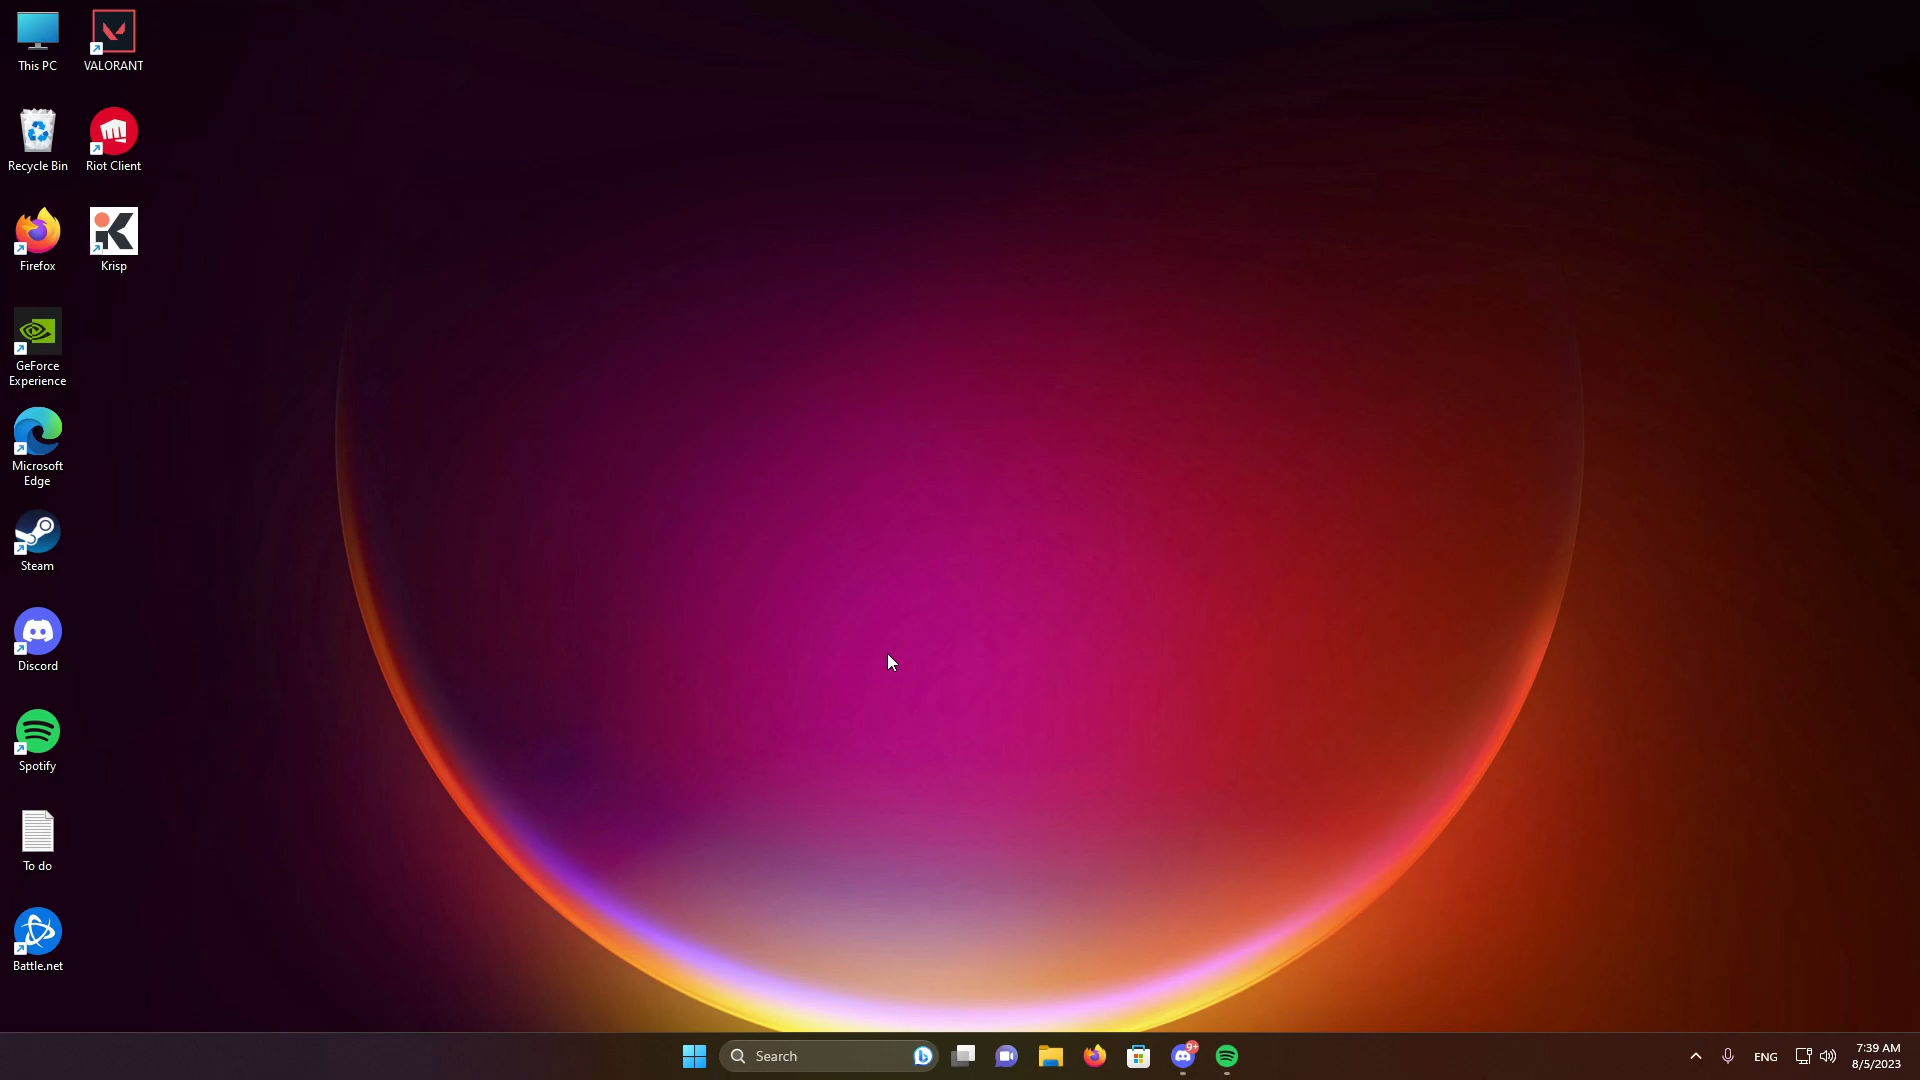 This PC
VALORANT
Recycle Bin
Riot Client
Firefox
Krisp
GeForce
Experience
Microsoft
Edge
Steam
Discord
Spotify
To do
Battle.net
Search
9+
ENG
7:39 AM
8/5/2023